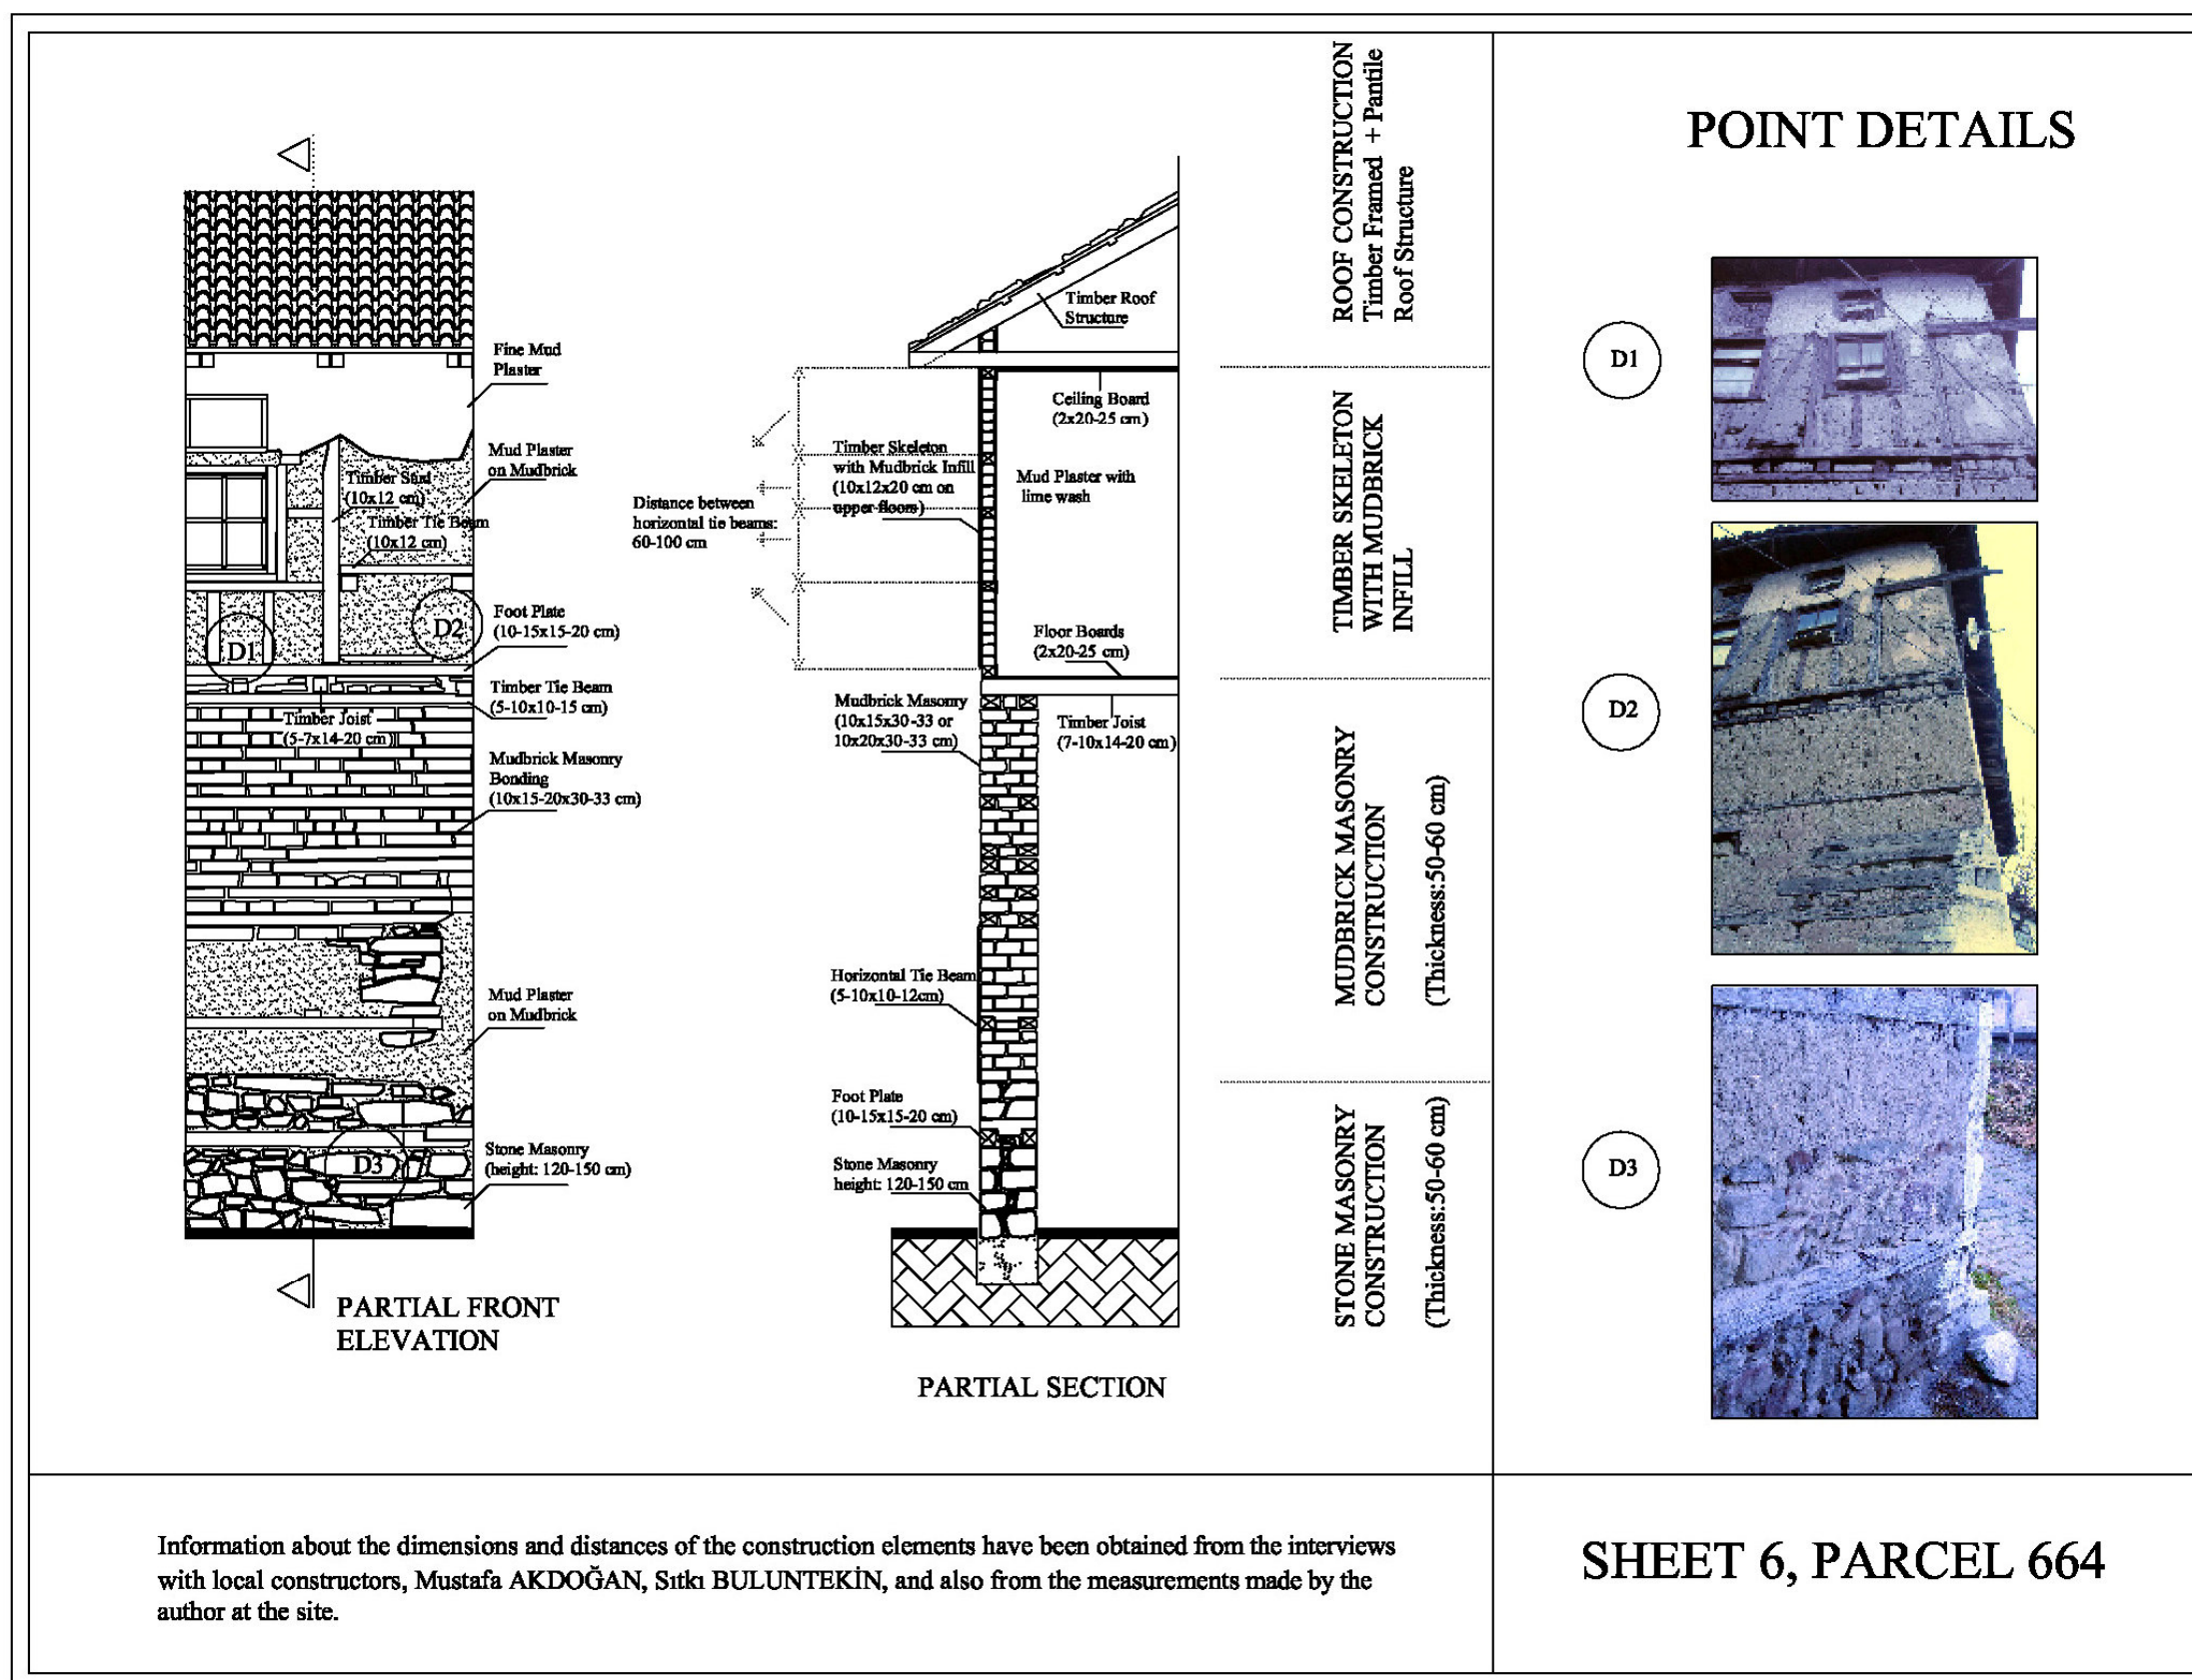 Fine Mud
Plaster
Mud Plaster
on Mudbrick
Timber Stud
(10x12 cm)
Timber Tie Beam
(10x12 cm)
D1
D2
Foot Plate
(10-15x15-20 cm)
Timber Tie Beam
(5-10x10-15 cm)
Timber Joist
(5-7x14-20 cm)
Mudbrick Masonry
Bonding
(10x15-20x30-33 cm)
Mud Plaster
on Mudbrick
D3
Stone Masonry
(height: 120-150 cm)
PARTIAL FRONT
ELEVATION
Timber Roof
Structure
Ceiling Board
(2x20-25 cm)
Timber Skeleton
with Mudbrick Infill
(10x12x20 cm on
upper floors)
Mud Plaster with
lime wash
Distance between
horizontal tie beams:
60-100 cm
Floor Boards
(2x20-25 cm)
Mudbrick Masonry
(10x15x30-33 or
10x20x30-33 cm)
Timber Joist
(7-10x14-20 cm)
Horizontal Tie Beam
(5-10x10-12cm)
Foot Plate
(10-15x15-20 cm)
Stone Masonry
height: 120-150 cm
PARTIAL SECTION
ROOF CONSTRUCTION
Timber Framed + Pantile
Roof Structure
TIMBER SKELETON
WITH MUDBRICK
INFILL
MUDBRICK MASONRY
CONSTRUCTION
(Thickness:50-60 cm)
STONE MASONRY
CONSTRUCTION
(Thickness:50-60 cm)
POINT DETAILS
D1
D2
D3
Information about the dimensions and distances of the construction elements have been obtained from the interviews
with local constructors, Mustafa AKDOĞAN, Sıtkı BULUNTEKİN, and also from the measurements made by the
author at the site.
SHEET 6, PARCEL 664